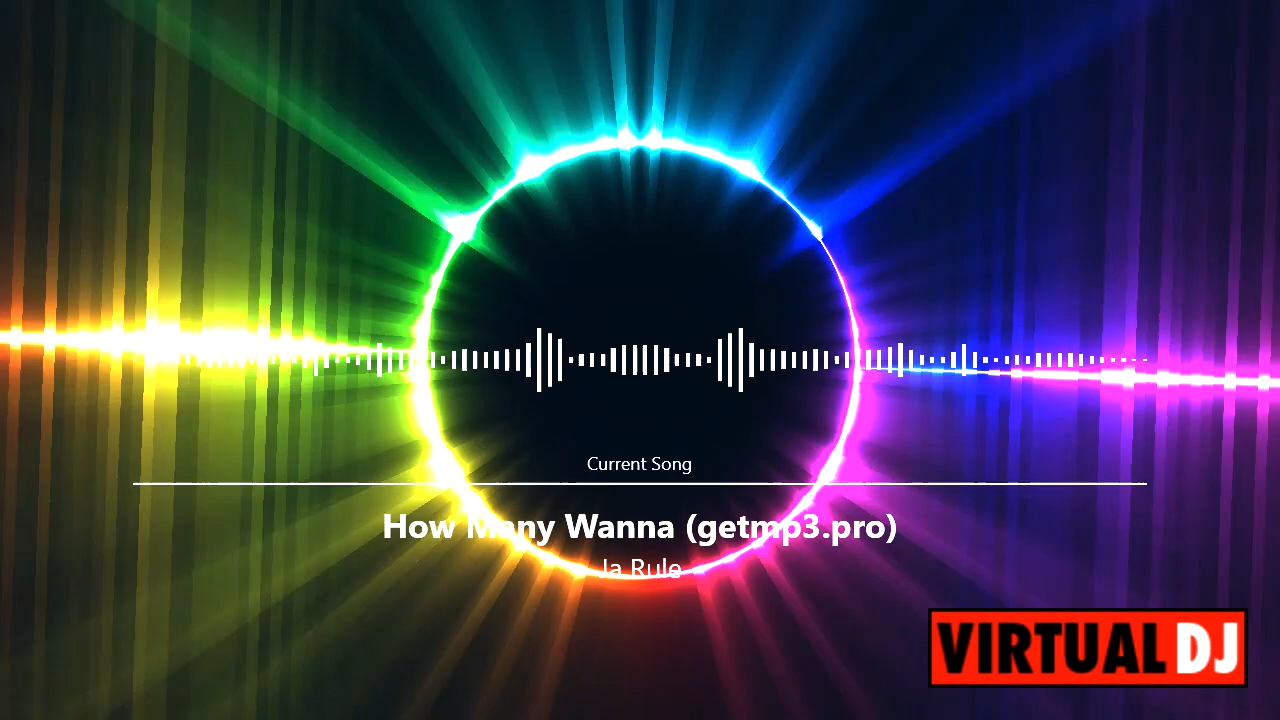 Current Song
How Many Wanna (getmp3.pro)
Ja Rule
VIRTUAL DJ